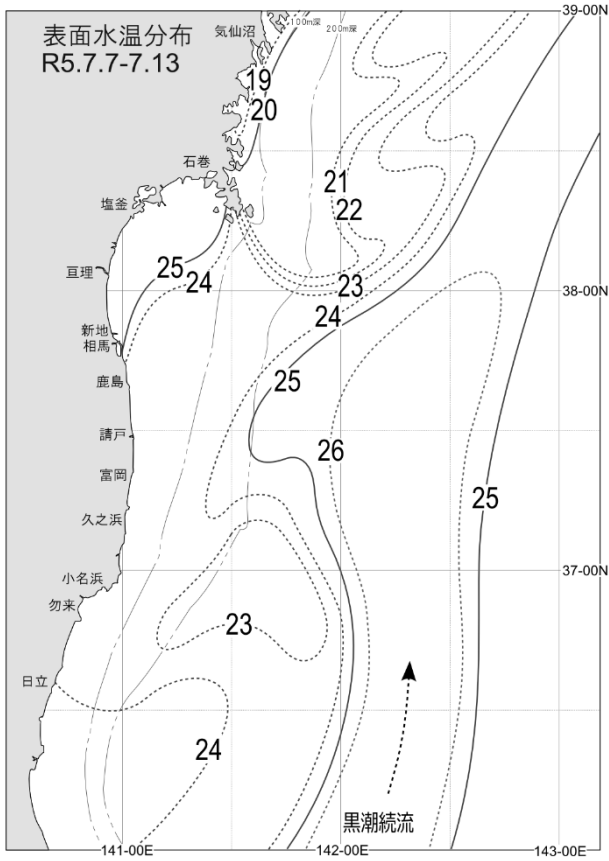 表面水温分布
R5.7.7-7.13
気仙沼
100m深
200m深
39-00N
19
20
石巻
21
22
塩釜
25
24
亘理
23
38-00N
24
新地
相馬
25
鹿島
請戸
26
富岡
25
久之浜
37-00N
小名浜
勿来
23
日立
24
黒潮続流
141-00E
142-00E
143-00E